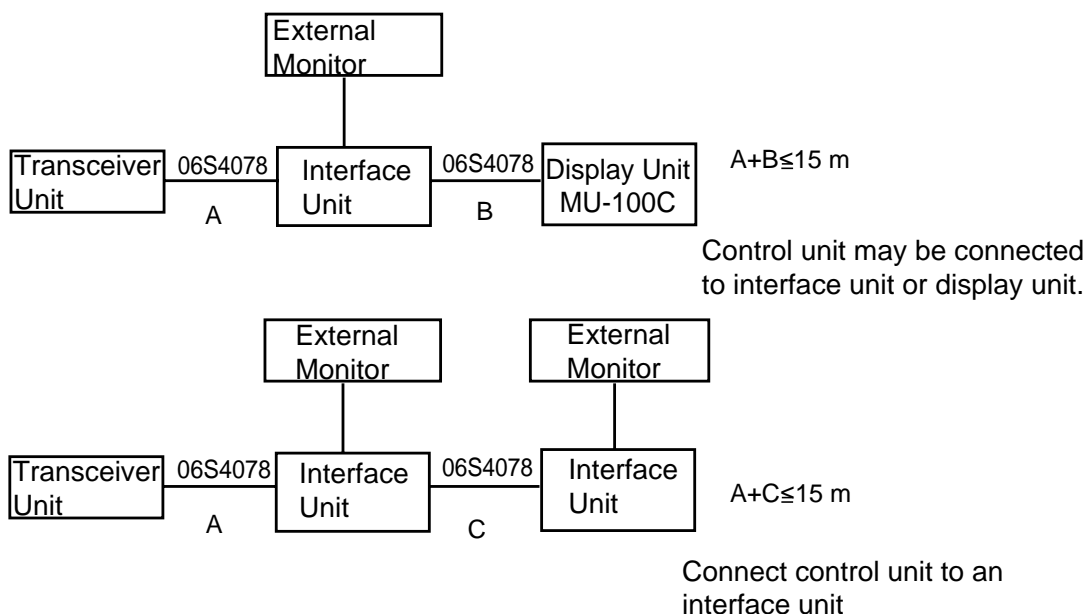 External
Monitor
Transceiver
Unit
06S4078
A
Interface
Unit
06S4078
B
Display Unit
MU-100C
A+B≦15 m
Control unit may be connected
to interface unit or display unit.
External
Monitor
External
Monitor
Transceiver
Unit
06S4078
A
Interface
Unit
06S4078
C
Interface
Unit
A+C≦15 m
Connect control unit to an
interface unit